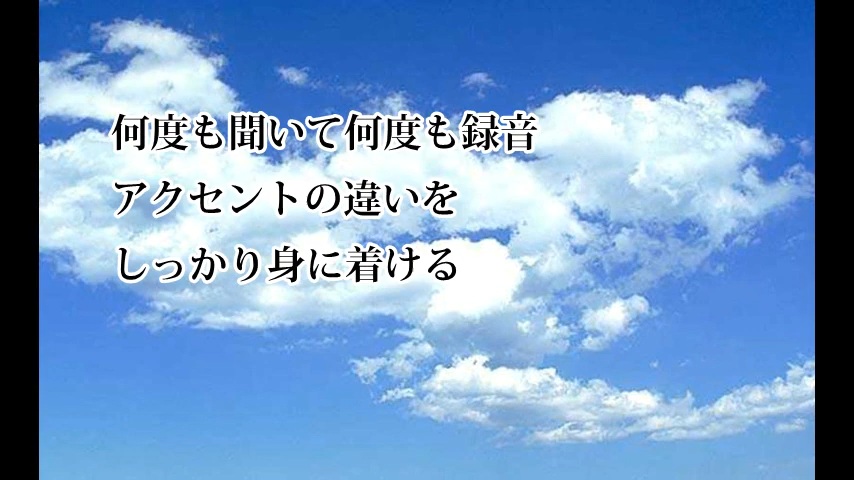 何度も聞いて何度も録音
アクセントの違いを
しっかり身に着ける